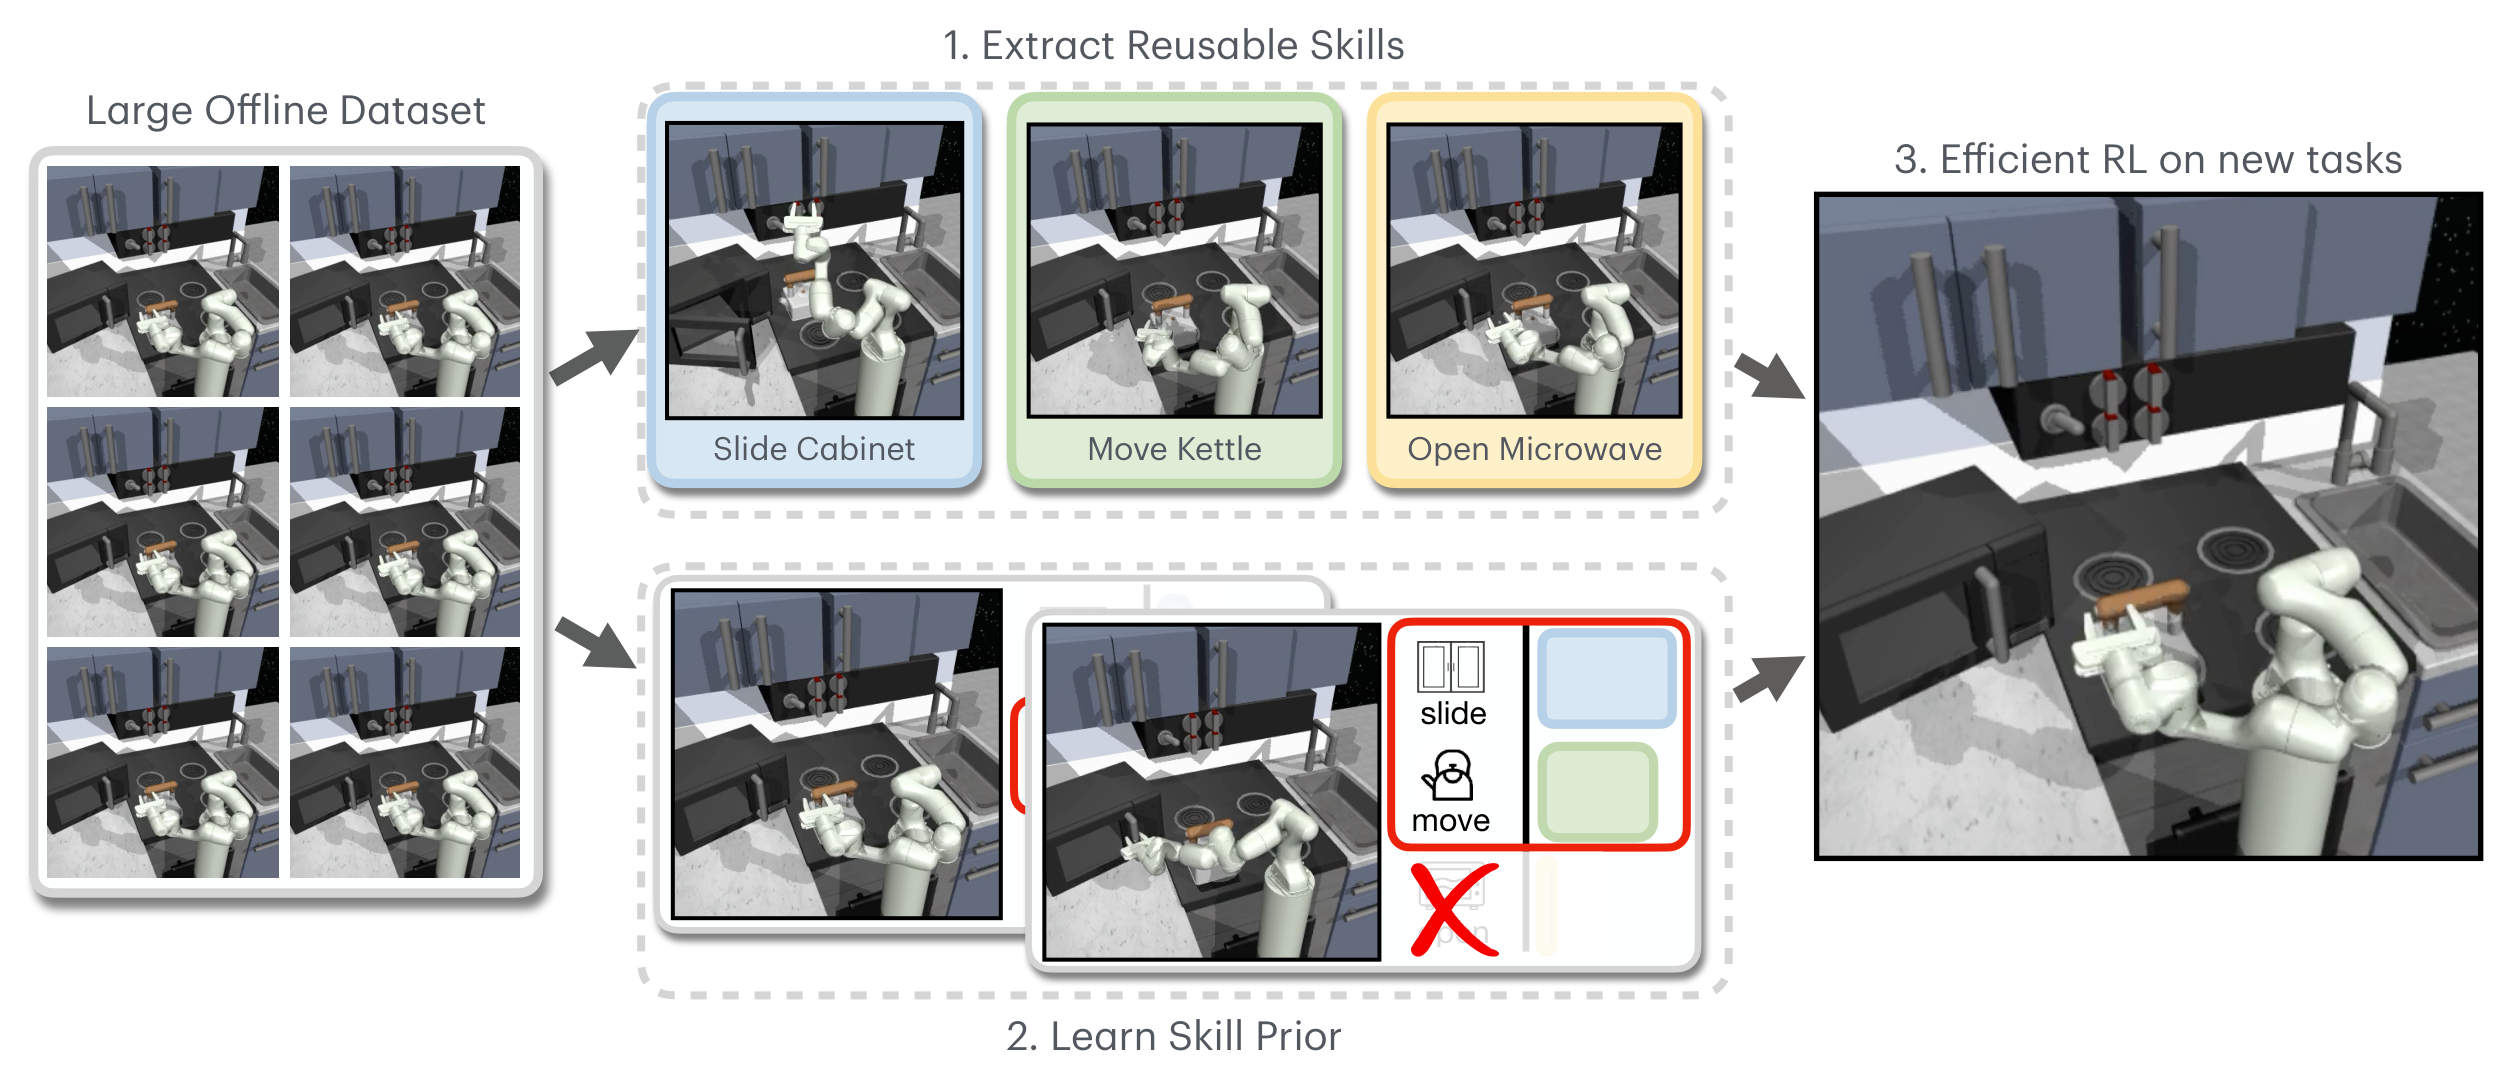 1. Extract Reusable Skills
Large Offline Dataset
Slide Cabinet
Move Kettle
Open Microwave
3. Efficient RL on new tasks
slide
move
open
2. Learn Skill Prior